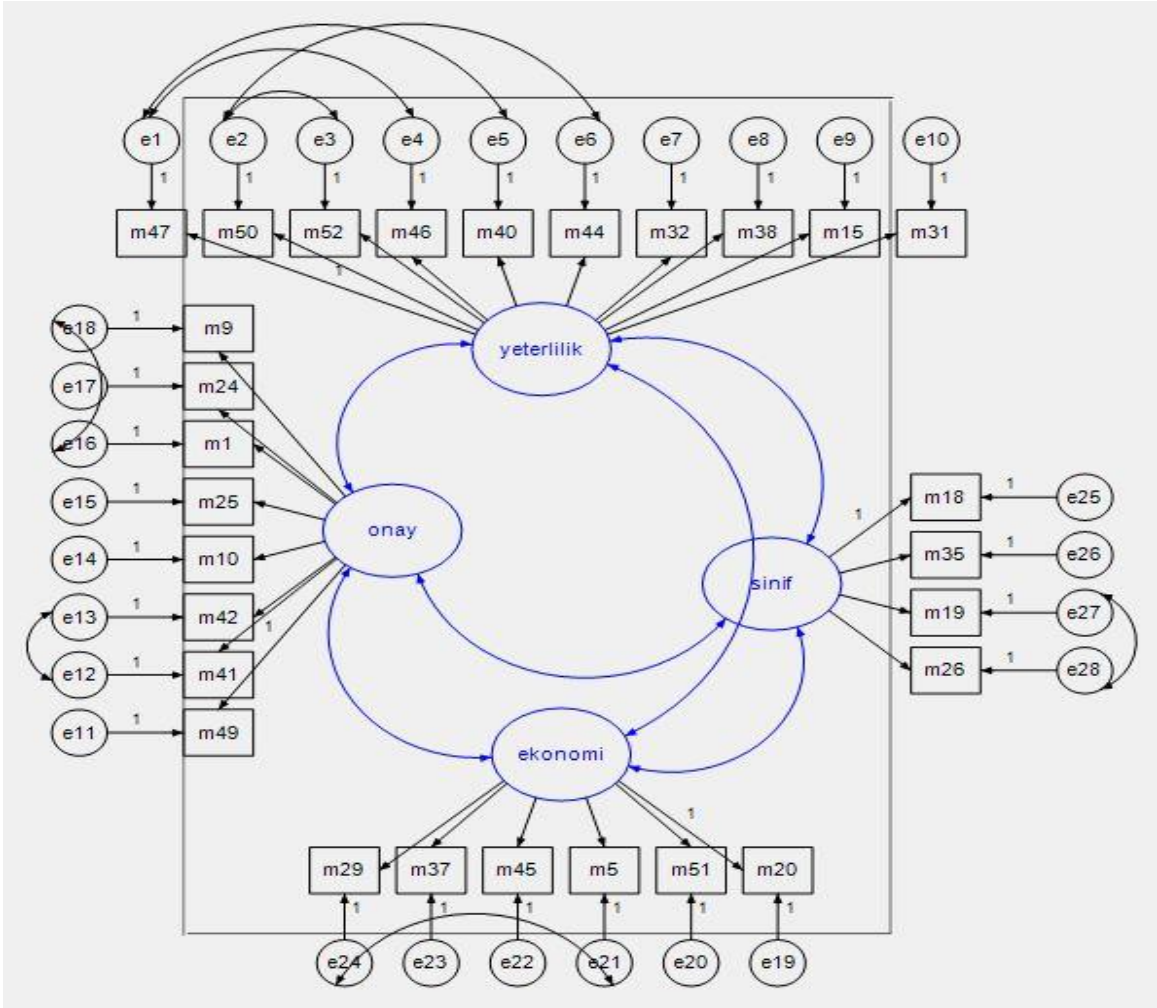 e1 e2 e3 e4 e5 e6 e7 e8 e9 e10
1 1 1 1 1 1 1 1 1 1
m47 m50 m52 m46 m40 m44 m32 m38 m15 m31
1
e18 1 m9
yeterlilik
e17 1 m24
e16 1 m1
e15 1 m25
m18 1 e25
1
onay
e14 1 m10
m35 1 e26
sinif
e13 1 m42
m19 1 e27
1
e12 1 m41
m26 1 e28
e11 1 m49
ekonomi
1
m29 m37 m45 m5 m51 m20
1 1 1 1 1 1
e24 e23 e22 e21 e20 e19